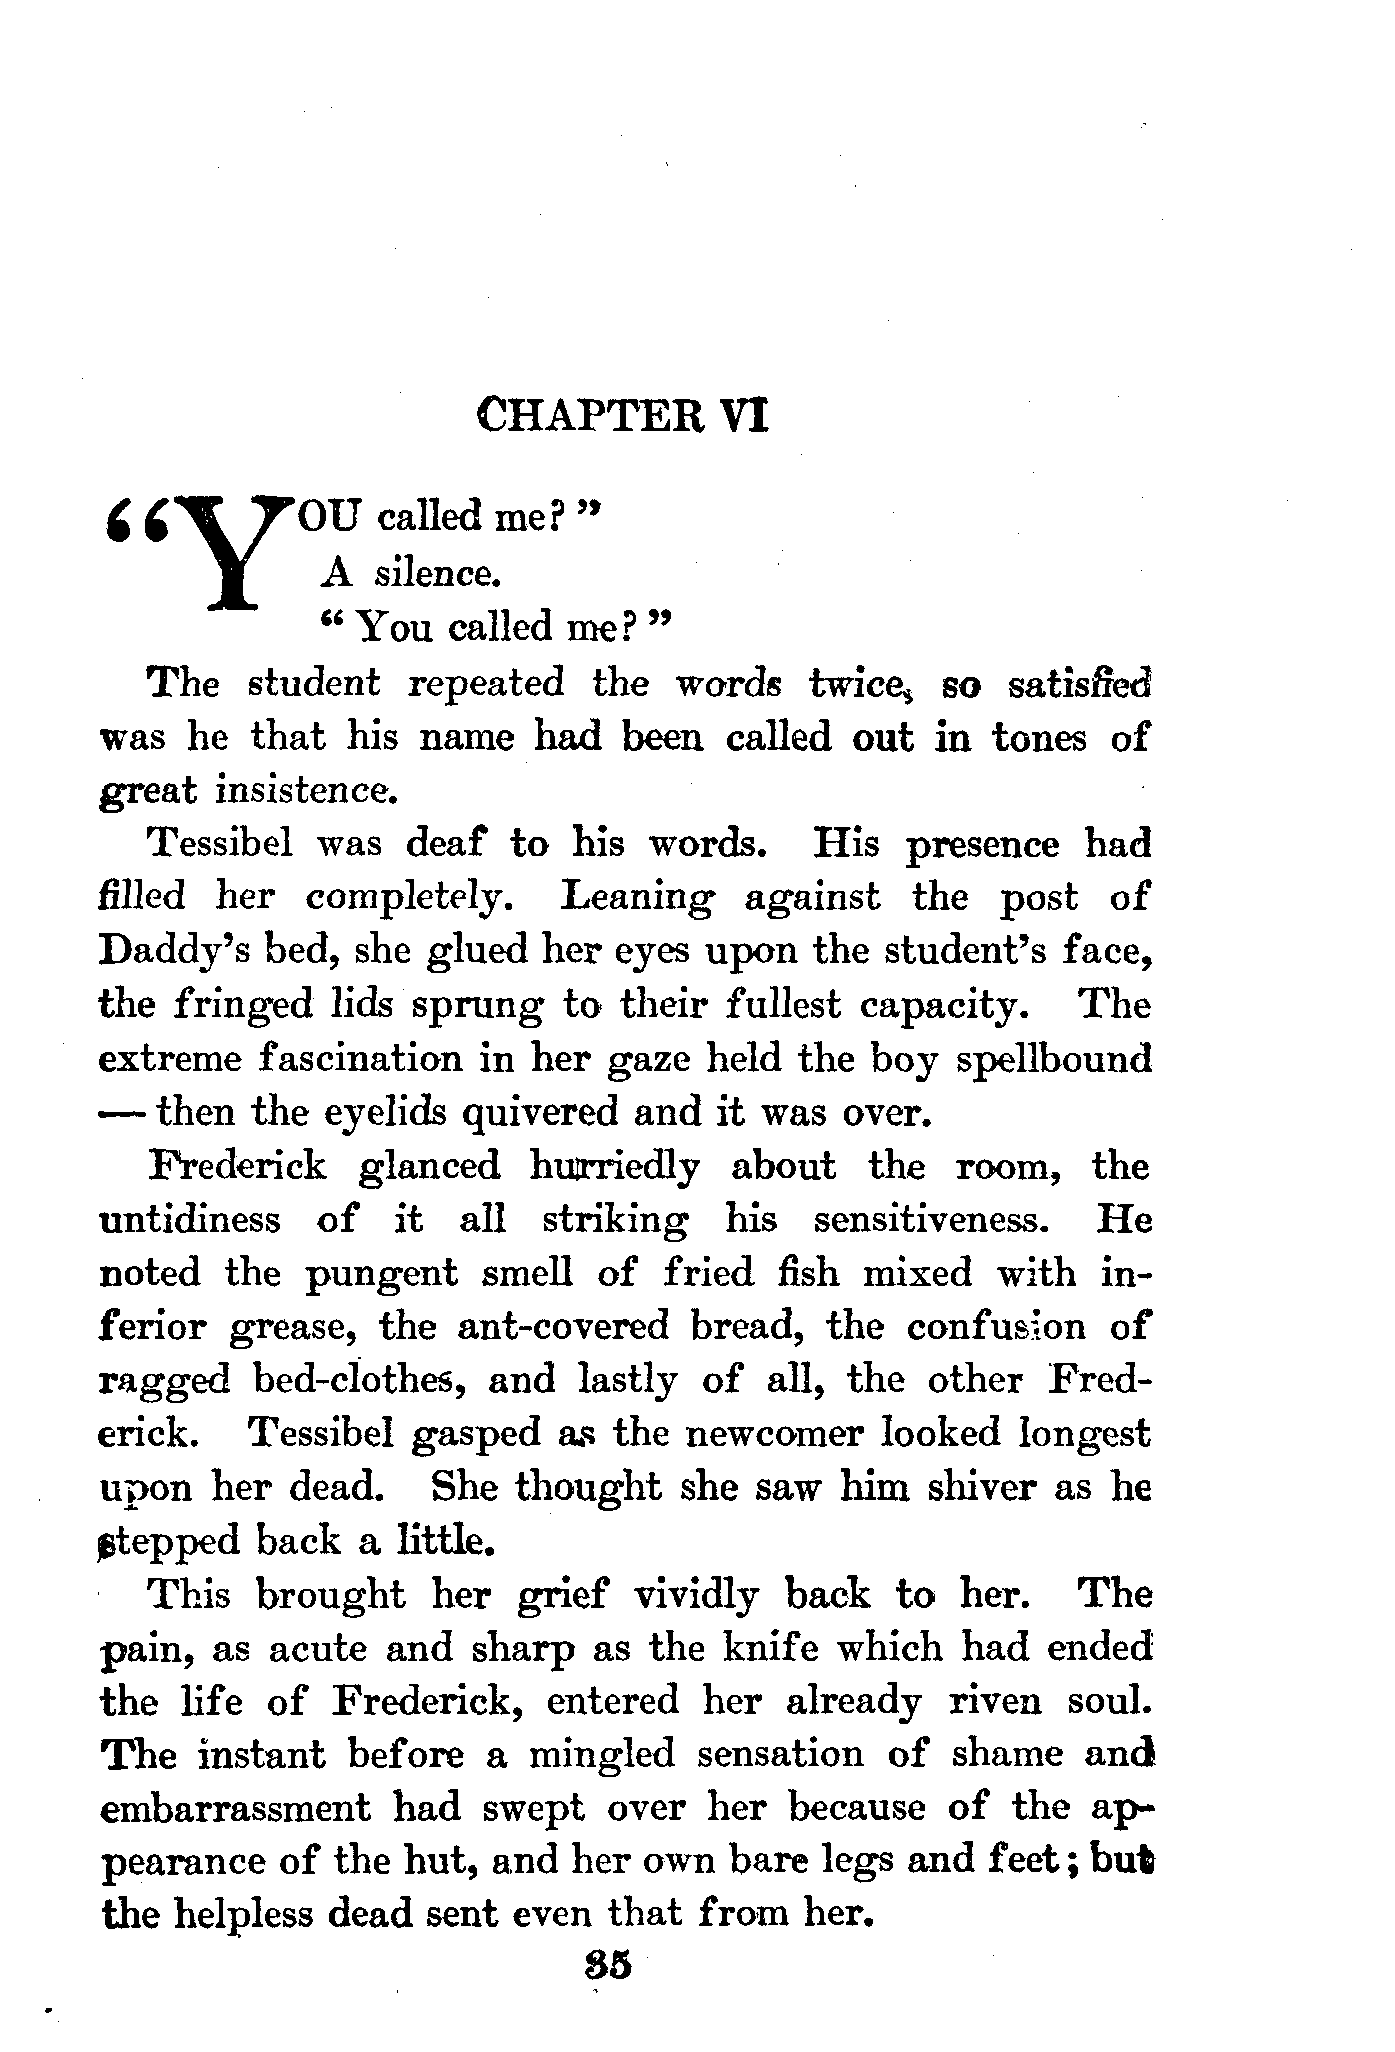 CHAPTER VI
“YOU called me?”
A silence.
“You called me?”
The student repeated the words twice, so satisfied
was he that his name had been called out in tones of
great insistence.
Tessibel was deaf to his words. His presence had
filled her completely. Leaning against the post of
Daddy’s bed, she glued her eyes upon the student’s face,
the fringed lids sprung to their fullest capacity. The
extreme fascination in her gaze held the boy spellbound
— then the eyelids quivered and it was over.
Frederick glanced hurriedly about the room, the
untidiness of it all striking his sensitiveness. He
noted the pungent smell of fried fish mixed with in-
ferior grease, the ant-covered bread, the confusion of
ragged bed-clothes, and lastly of all, the other Fred-
erick. Tessibel gasped as the newcomer looked longest
upon her dead. She thought she saw him shiver as he
stepped back a little.
This brought her grief vividly back to her. The
pain, as acute and sharp as the knife which had ended
the life of Frederick, entered her already riven soul.
The instant before a mingled sensation of shame and
embarrassment had swept over her because of the ap-
pearance of the hut, and her own bare legs and feet; but
the helpless dead sent even that from her.
35